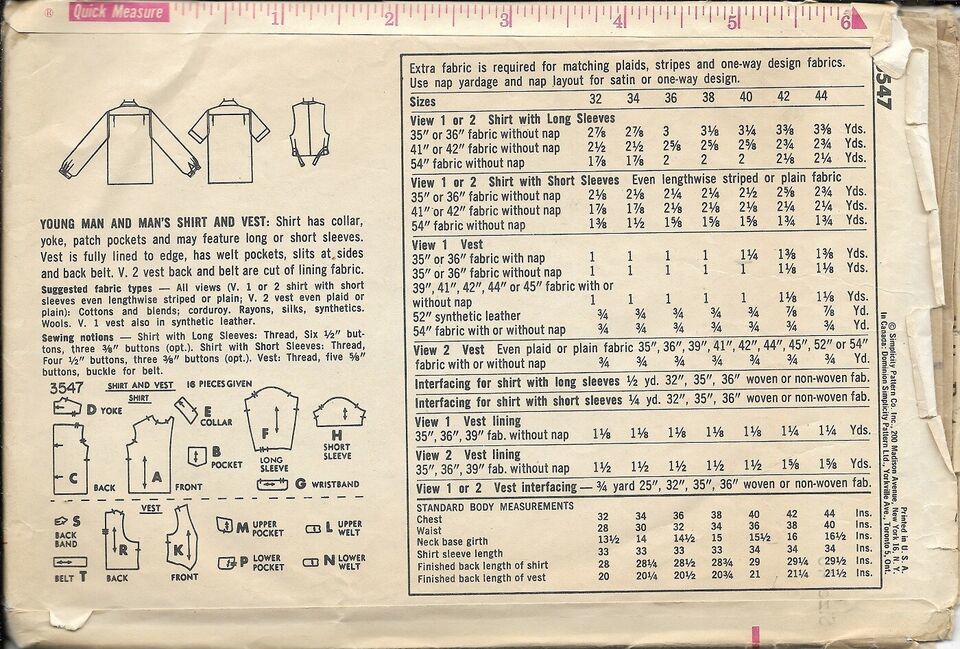 ® Quick Measure 1 2 3 4 5 6
Extra fabric is required for matching plaids, stripes and one-way design fabrics.
Use nap yardage and nap layout for satin or one-way design.
Sizes 32 34 36 38 40 42 44
View 1 or 2 Shirt with Long Sleeves
35" or 36" fabric without nap 2⅞ 2⅞ 3 3⅛ 3¼ 3⅜ 3⅜ Yds.
41" or 42" fabric without nap 2½ 2½ 2⅝ 2⅝ 2⅝ 2¾ 2¾ Yds.
54" fabric without nap 1⅞ 1⅞ 2 2 2 2⅛ 2¼ Yds.
View 1 or 2 Shirt with Short Sleeves Even lengthwise striped or plain fabric
35" or 36" fabric without nap 2⅛ 2⅛ 2¼ 2¼ 2½ 2⅝ 2¾ Yds.
41" or 42" fabric without nap 1⅞ 1⅞ 2⅛ 2⅛ 2¼ 2¼ 2¼ Yds.
54" fabric without nap 1⅜ 1½ 1⅝ 1⅝ 1⅝ 1¾ 1¾ Yds.
View 1 Vest
35" or 36" fabric with nap 1 1 1 1 1¼ 1⅜ 1⅜ Yds.
35" or 36" fabric without nap 1 1 1 1 1 1⅛ 1⅛ Yds.
39", 41", 42", 44" or 45" fabric with or
without nap 1 1 1 1 1 1⅛ 1⅛ Yds.
52" synthetic leather ¾ ¾ ¾ ¾ ⅞ ⅞ ⅞ Yd.
54" fabric with or without nap ¾ ¾ ¾ ¾ ¾ ¾ ¾ Yd.
View 2 Vest Even plaid or plain fabric 35", 36", 39", 41", 42", 44", 45", 52" or 54"
fabric with or without nap ¾ ¾ ¾ ¾ ¾ ¾ ¾ Yd.
Interfacing for shirt with long sleeves ½ yd. 32", 35", 36" woven or non-woven fab.
Interfacing for shirt with short sleeves ¼ yd. 32", 35", 36" woven or non-woven fab.
View 1 Vest lining
35", 36", 39" fab. without nap 1⅛ 1⅛ 1⅛ 1⅛ 1⅛ 1¼ 1¼ Yds.
View 2 Vest lining
35", 36", 39" fab. without nap 1½ 1½ 1½ 1½ 1½ 1⅝ 1⅝ Yds.
View 1 or 2 Vest interfacing — ¾ yard 25", 32", 35", 36" woven or non-woven fab.
STANDARD BODY MEASUREMENTS
Chest 32 34 36 38 40 42 44 Ins.
Waist 28 30 32 34 36 38 40 Ins.
Neck base girth 13½ 14 14½ 15 15½ 16 16½ Ins.
Shirt sleeve length 33 33 33 33 34 34 34 Ins.
Finished back length of shirt 28 28¼ 28½ 28¾ 29 29¼ 29½ Ins.
Finished back length of vest 20 20¼ 20½ 20¾ 21 21¼ 21½ Ins.
YOUNG MAN AND MAN'S SHIRT AND VEST: Shirt has collar,
yoke, patch pockets and may feature long or short sleeves.
Vest is fully lined to edge, has welt pockets, slits at sides
and back belt. V. 2 vest back and belt are cut of lining fabric.
Suggested fabric types — All views (V. 1 or 2 shirt with short
sleeves even lengthwise striped or plain; V. 2 vest even plaid or
plain): Cottons and blends; corduroy. Rayons, silks, synthetics.
Wools. V. 1 vest also in synthetic leather.
Sewing notions — Shirt with Long Sleeves: Thread, Six ½" but-
tons, three ⅜" buttons (opt.). Shirt with Short Sleeves: Thread,
Four ½" buttons, three ⅜" buttons (opt.). Vest: Thread, five ⅝"
buttons, buckle for belt.
3547 SHIRT AND VEST 16 PIECES GIVEN
SHIRT
D YOKE
E COLLAR
B POCKET
F LONG SLEEVE
H SHORT SLEEVE
C BACK
A FRONT
G WRISTBAND
VEST
S BACK BAND
BELT T
R BACK
K FRONT
M UPPER POCKET
L UPPER WELT
P LOWER POCKET
N LOWER WELT
547
© Simplicity Pattern Co. Inc., 200 Madison Avenue, New York 16, N. Y.
In Canada: Dominion Simplicity Pattern Ltd., Yorkville Ave., Toronto 5, Ont.
Printed in U. S. A.